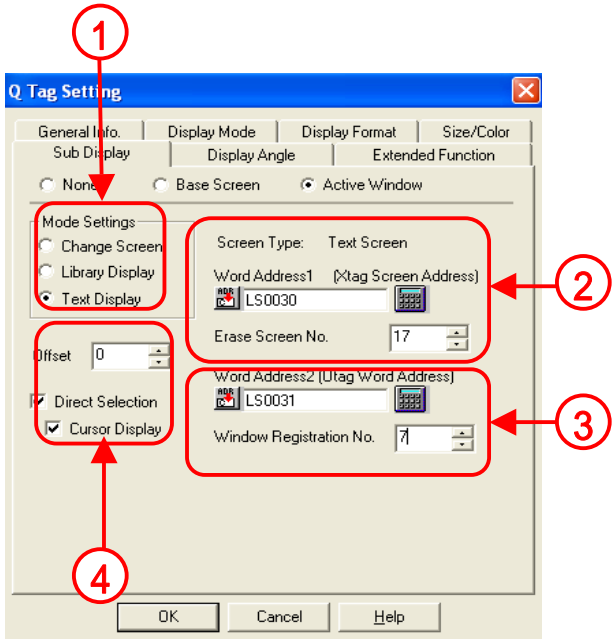 1
Q Tag Setting
General Info. Display Mode Display Format Size/Color
Sub Display Display Angle Extended Function
None Base Screen Active Window
Mode Settings
Change Screen
Library Display
Text Display
Screen Type: Text Screen
Word Address1 (Xtag Screen Address)
LS0030
Erase Screen No. 17
2
Offset 0
Direct Selection
Cursor Display
Word Address2 (Utag Word Address)
LS0031
Window Registration No. 7
3
4
OK Cancel Help